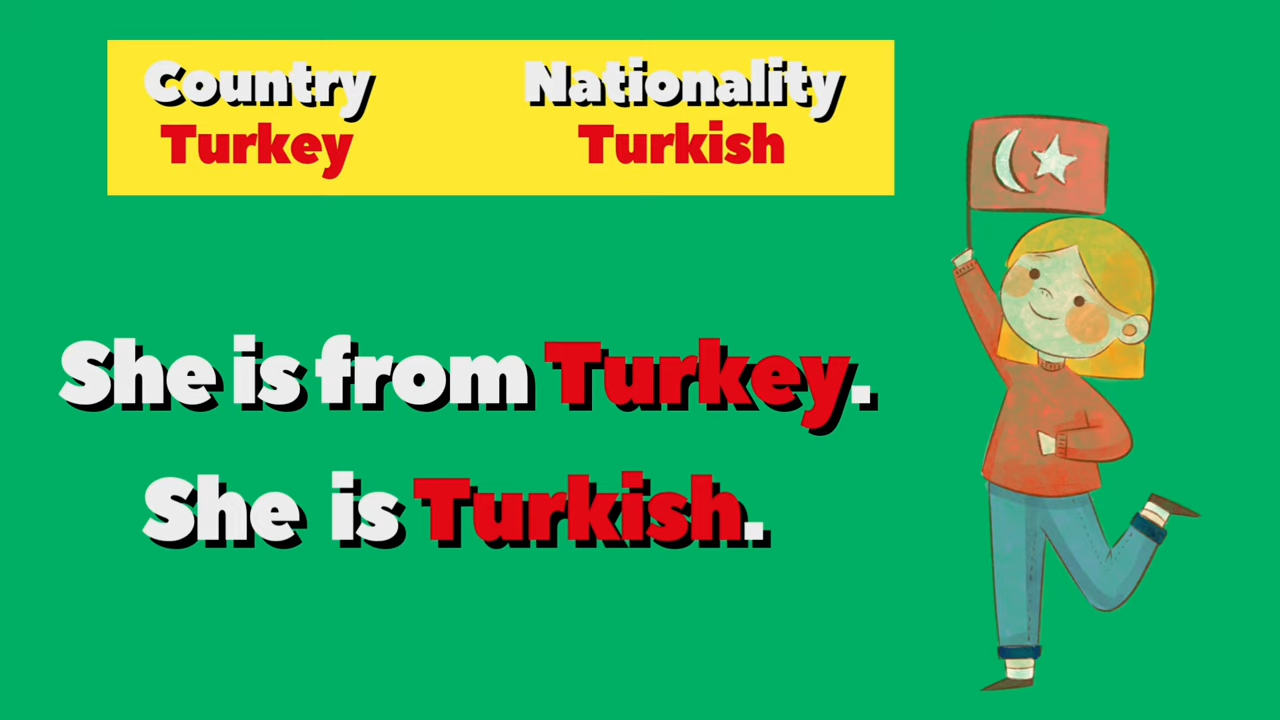 Country Nationality
Turkey Turkish
She is from Turkey.
She is Turkish.